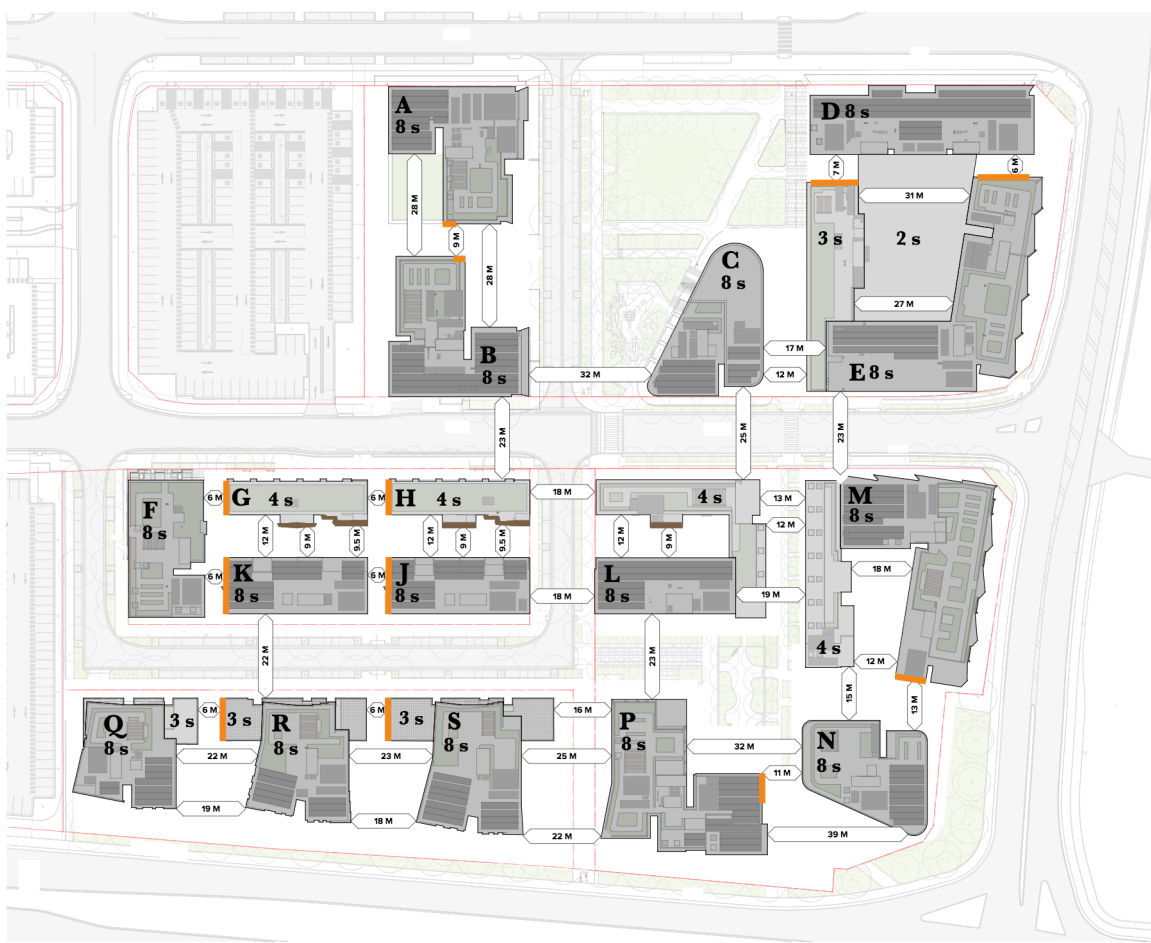 A
8 s
D 8 s
7 M
6 M
28 M
31 M
9 M
28 M
3 s
2 s
C
8 s
27 M
B
8 s
17 M
32 M
12 M
E 8 s
23 M
25 M
23 M
F
8 s
6 M
G 4 s
6 M
H 4 s
18 M
4 s
13 M
M
8 s
12 M
9 M
9.5 M
12 M
9 M
9.5 M
12 M
9 M
12 M
6 M
K
8 s
6 M
J
8 s
18 M
L
8 s
19 M
18 M
4 s
12 M
22 M
23 M
15 M
13 M
Q
8 s
3 s
6 M
3 s
R
8 s
6 M
3 s
S
8 s
16 M
P
8 s
N
8 s
22 M
23 M
25 M
32 M
11 M
19 M
18 M
22 M
39 M